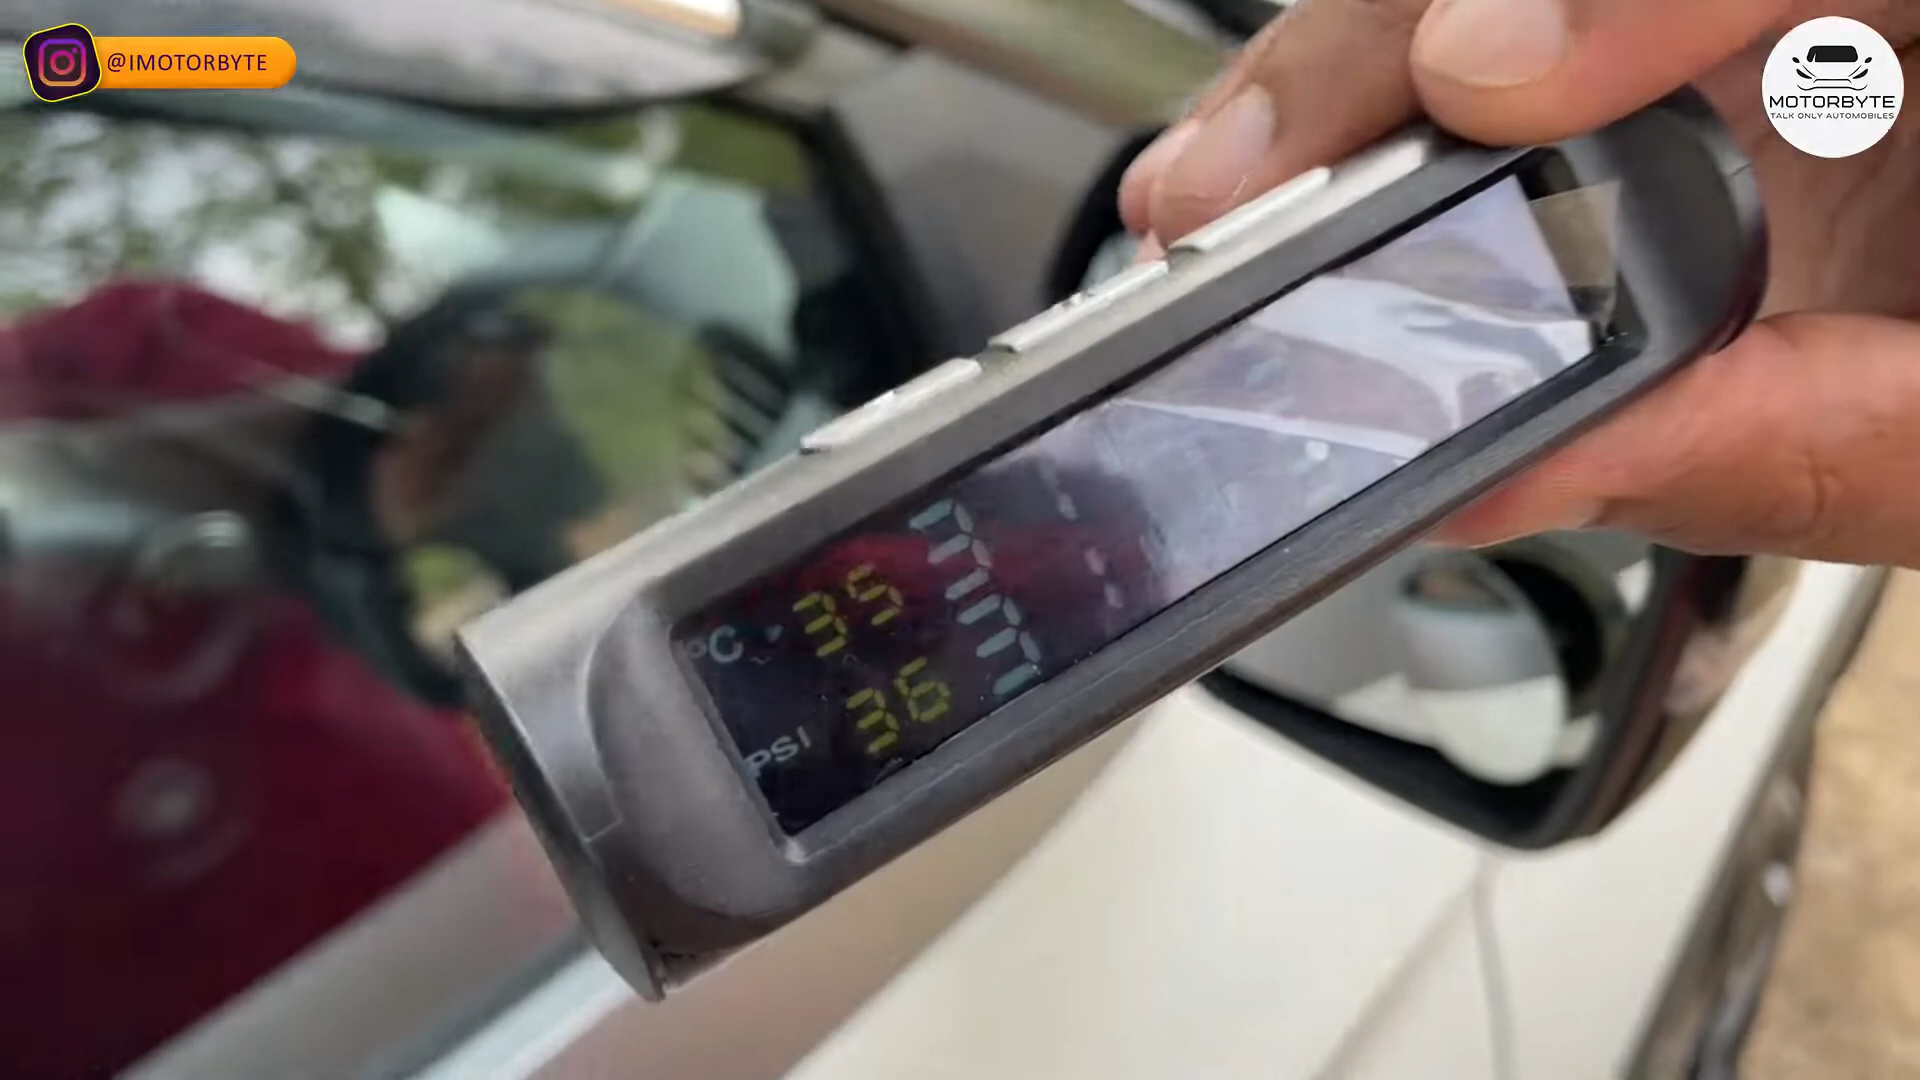 @IMOTORBYTE
MOTORBYTE
TALK ONLY AUTOMOBILES
°C 35
PSI 36